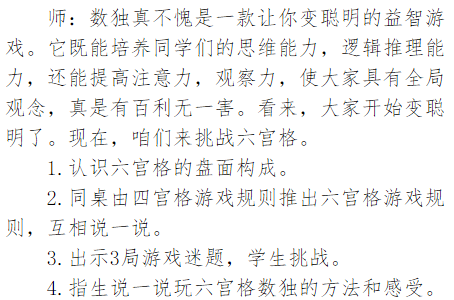 师：数独真不愧是一款让你变聪明的益智游
戏。它既能培养同学们的思维能力，逻辑推理能
力，还能提高注意力，观察力，使大家具有全局
观念，真是有百利无一害。看来，大家开始变聪
明了。现在，咱们来挑战六宫格。
1.认识六宫格的盘面构成。
2.同桌由四宫格游戏规则推出六宫格游戏规
则，互相说一说。
3.出示3局游戏迷题，学生挑战。
4.指生说一说玩六宫格数独的方法和感受。